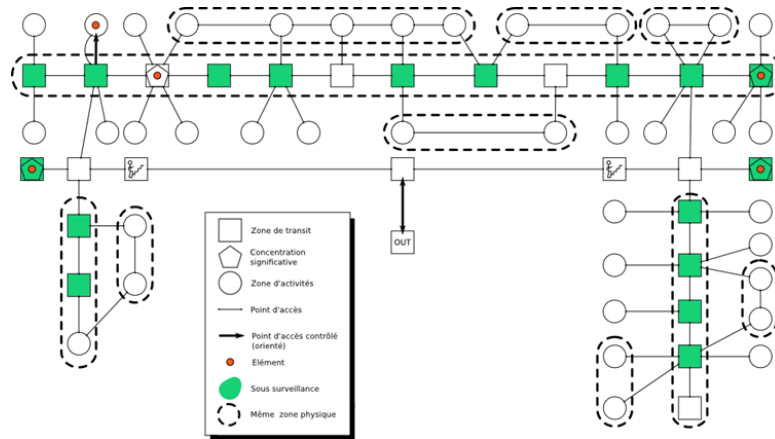 OUT
Zone de transit
Concentration
significative
Zone d'activités
Point d'accès
Point d'accès contrôlé
(orienté)
Elément
Sous surveillance
Même zone physique